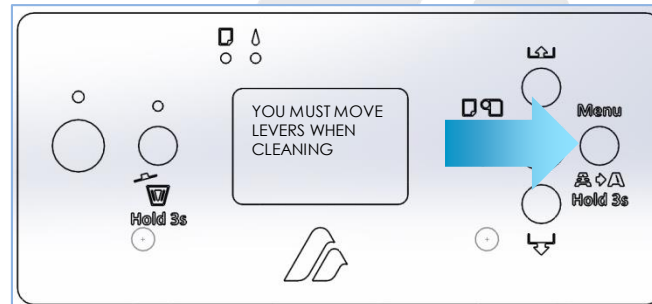 YOU MUST MOVE
LEVERS WHEN
CLEANING
Menu
Hold 3s
Hold 3s